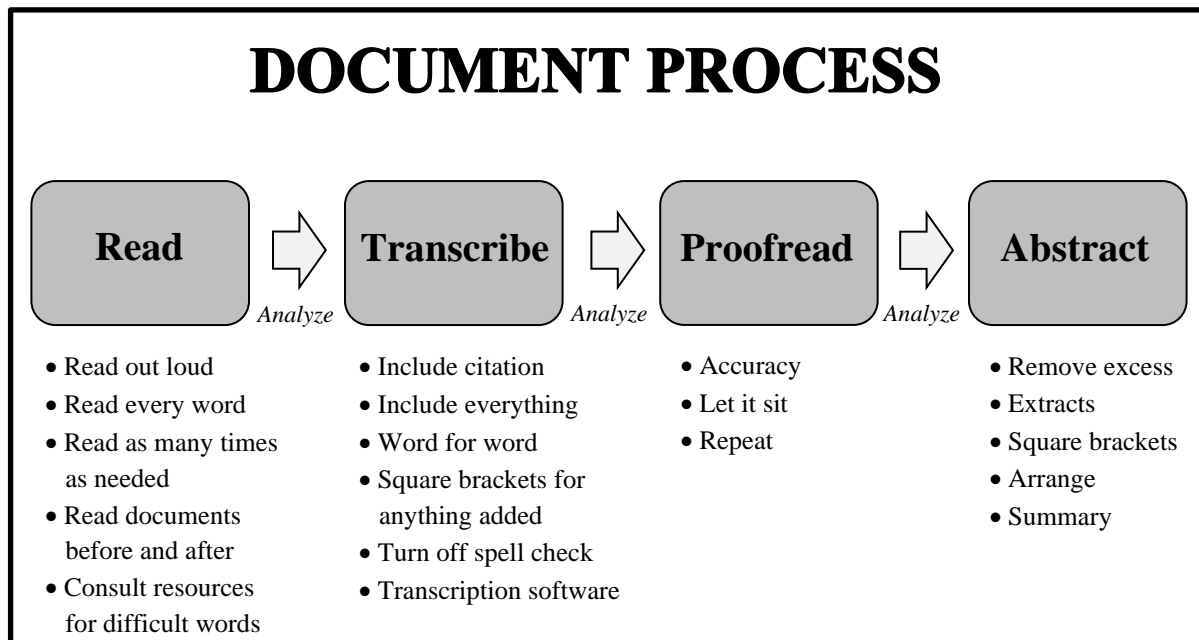 DOCUMENT PROCESS
Read
Analyze
Transcribe
Analyze
Proofread
Analyze
Abstract
• Read out loud
• Read every word
• Read as many times
as needed
• Read documents
before and after
• Consult resources
for difficult words
• Include citation
• Include everything
• Word for word
• Square brackets for
anything added
• Turn off spell check
• Transcription software
• Accuracy
• Let it sit
• Repeat
• Remove excess
• Extracts
• Square brackets
• Arrange
• Summary